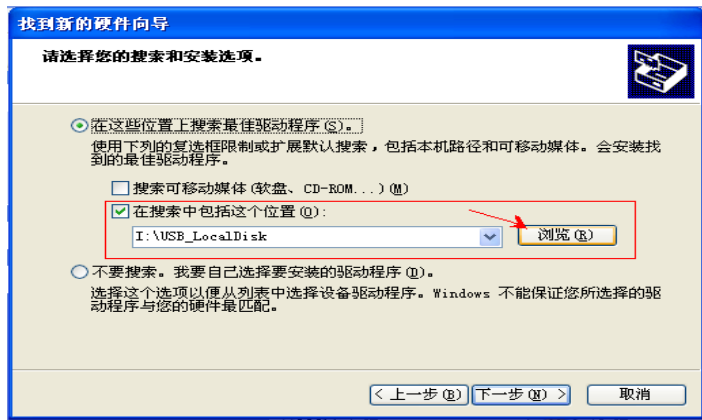 找到新的硬件向导
请选择您的搜索和安装选项。
在这些位置上搜索最佳驱动程序(S)。
使用下列的复选框限制或扩展默认搜索，包括本机路径和可移动媒体。会安装找
到的最佳驱动程序。
搜索可移动媒体(软盘、CD-ROM...)(M)
在搜索中包括这个位置(O):
I:\USB_LocalDisk
浏览(R)
不要搜索。我要自己选择要安装的驱动程序(D)。
选择这个选项以便从列表中选择设备驱动程序。Windows 不能保证您所选择的驱
动程序与您的硬件最匹配。
< 上一步(B) 下一步(N) > 取消